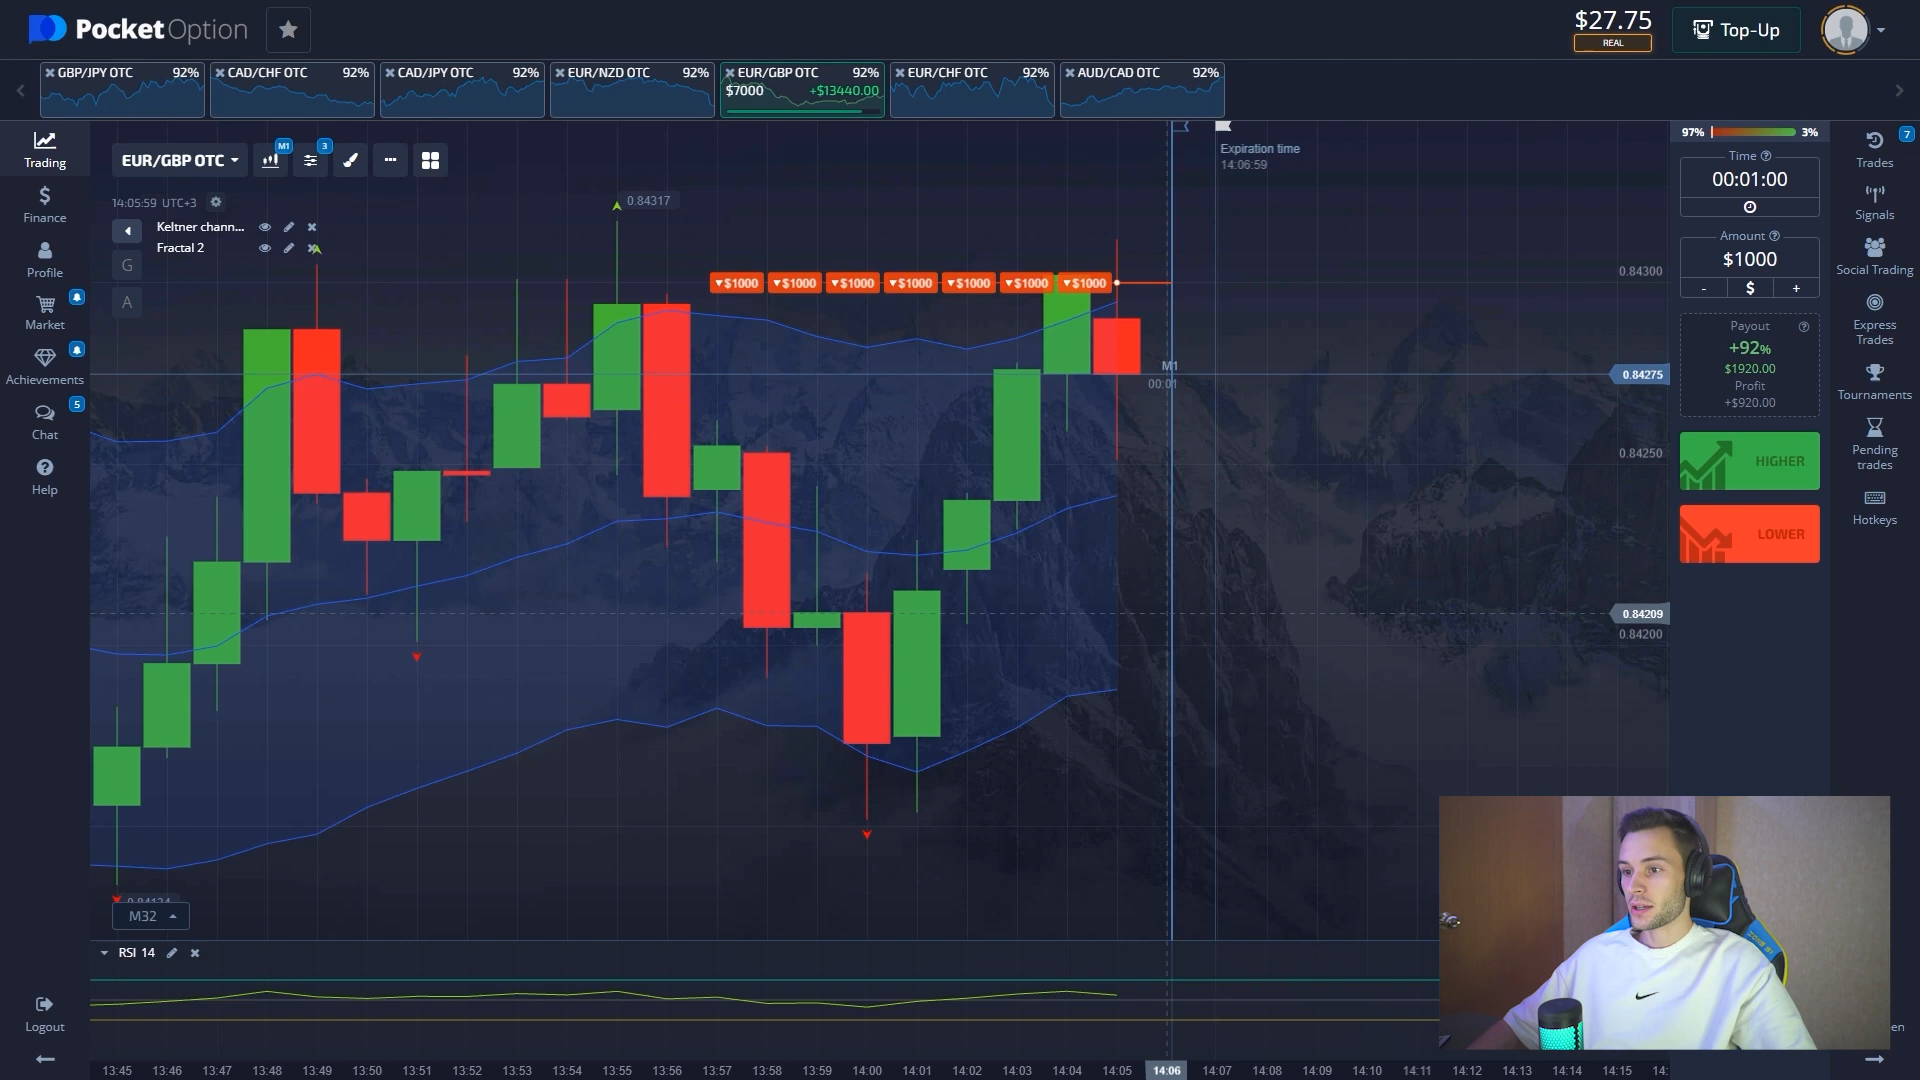 PocketOption
$27.75
REAL
Top-Up
GBP/JPY OTC 92%
CAD/CHF OTC 92%
CAD/JPY OTC 92%
EUR/NZD OTC 92%
EUR/GBP OTC 92%
$7000 +$13440.00
EUR/CHF OTC 92%
AUD/CAD OTC 92%
Trading
Finance
Profile
Market
Achievements
5
Chat
Help
Logout
EUR/GBP OTC
M1
3
14:05:59 UTC+3
Keltner chann...
Fractal 2
G
A
0.84317
$1000 $1000 $1000 $1000 $1000 $1000 $1000
Expiration time
14:06:59
M1
00:01
0.84300
0.84275
0.84250
0.84209
0.84200
M32
RSI 14
13:45 13:46 13:47 13:48 13:49 13:50 13:51 13:52 13:53 13:54 13:55 13:56 13:57 13:58 13:59 14:00 14:01 14:02 14:03 14:04 14:05 14:06 14:07 14:08 14:09 14:10 14:11 14:12 14:13 14:14 14:15 14:
97% 3%
Time
00:01:00
Amount
$1000
- $ +
Payout
+92%
$1920.00
Profit
+$920.00
HIGHER
LOWER
7
Trades
Signals
Social Trading
Express
Trades
Tournaments
Pending
trades
Hotkeys
en